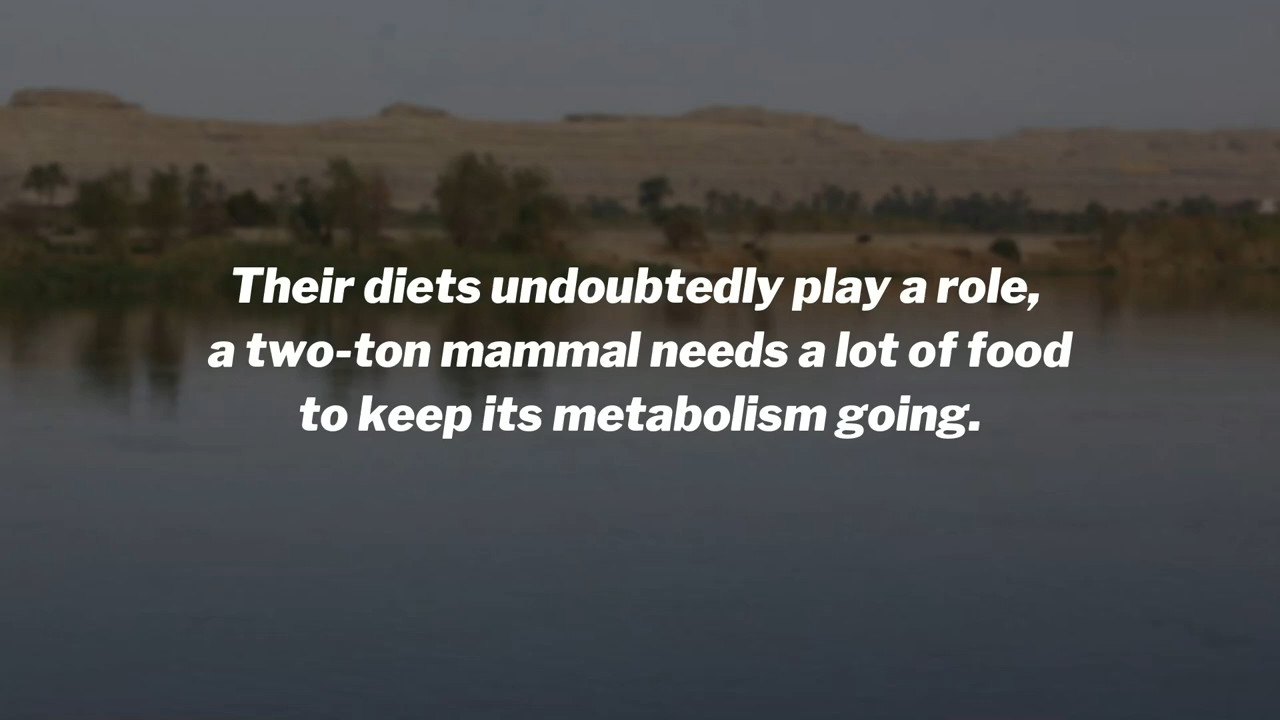 Their diets undoubtedly play a role,
a two-ton mammal needs a lot of food
to keep its metabolism going.